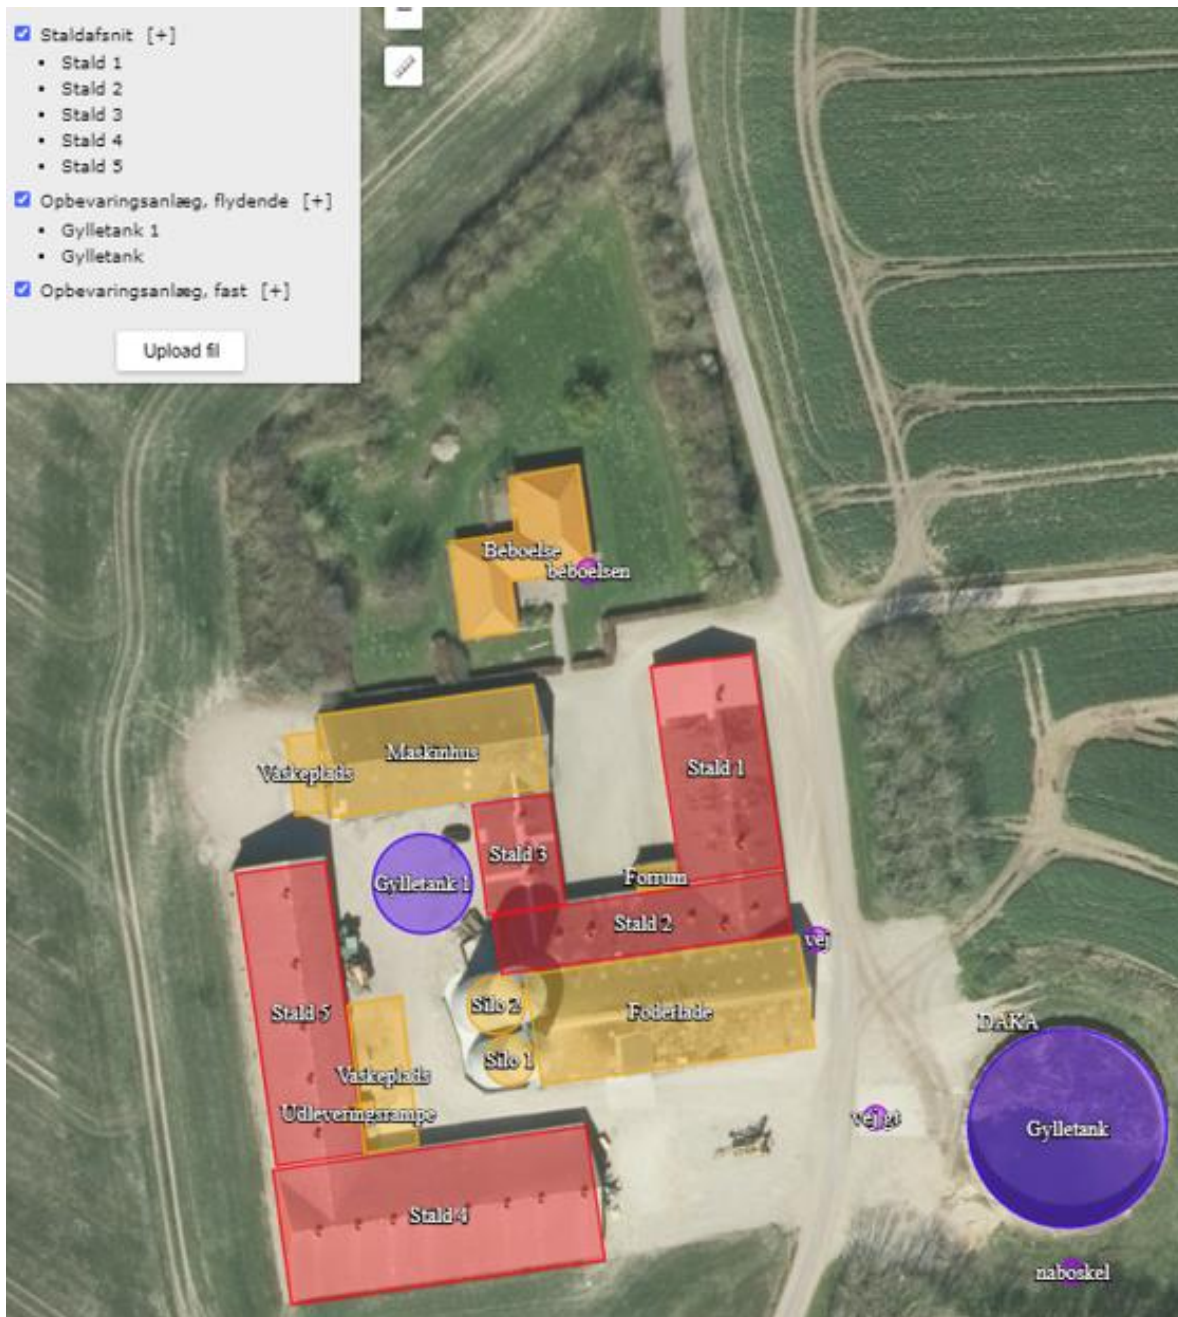 Staldafsnit [+]
Stald 1
Stald 2
Stald 3
Stald 4
Stald 5
Opbevaringsanlæg, flydende [+]
Gylletank 1
Gylletank
Opbevaringsanlæg, fast [+]
Upload fil
Beboelse
beboelsen
Maskinhus
Vaskeplads
Stald 1
Stald 3
Forrum
Gylletank 1
Stald 2
vej
Silo 2
Foderlade
Stald 5
DAKA
Silo 1
Vaskeplads
Udleveringsrampe
vej gt
Gylletank
Stald 4
naboskel